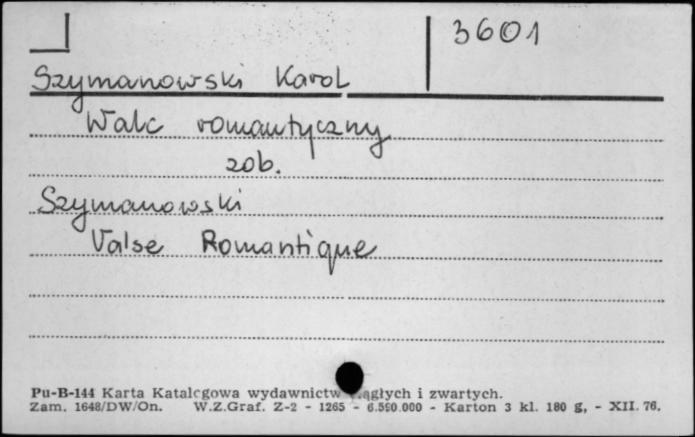 3601
Szymanowski Karol
Walc romantyczny
zob.
Szymanowski
Valse Romantique
Pu-B-144 Karta Katalogowa wydawnictw i zwartych.
Zam. 1648/DW/On. W.Z.Graf. Z-2 - 1265 - 6.590.000 - Karton 3 kl. 180 g, - XII. 76.